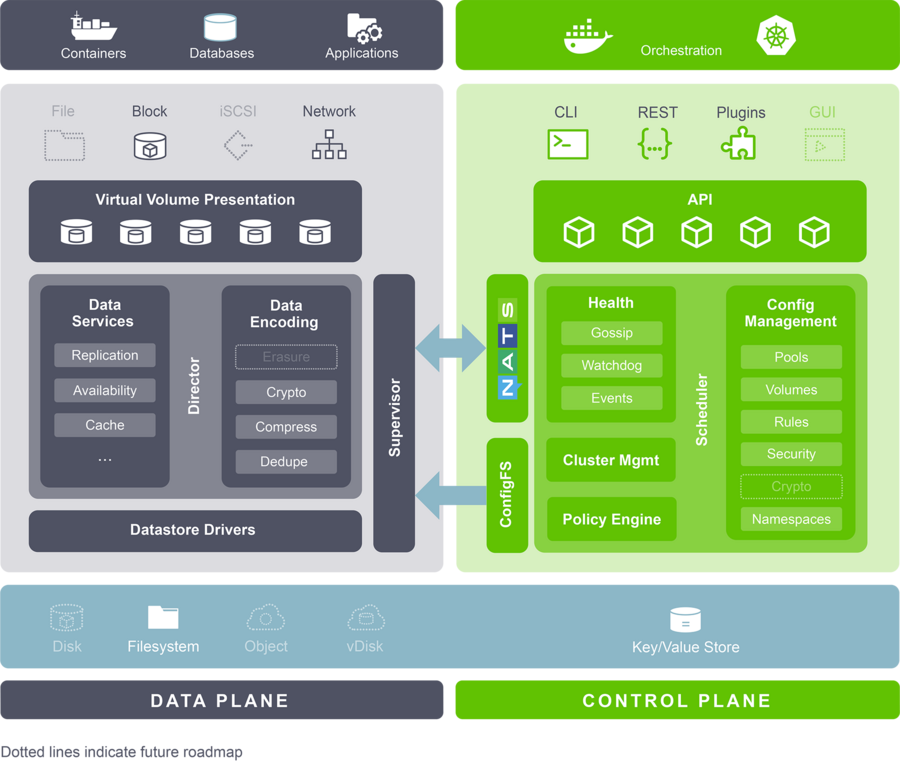 Containers
Databases
Applications
Orchestration
File
Block
iSCSI
Network
CLI
REST
Plugins
GUI
Virtual Volume Presentation
API
Data
Services
Replication
Availability
Cache
...
Director
Data
Encoding
Erasure
Crypto
Compress
Dedupe
Supervisor
Datastore Drivers
NATS
ConfigFS
Health
Gossip
Watchdog
Events
Cluster Mgmt
Policy Engine
Scheduler
Config
Management
Pools
Volumes
Rules
Security
Crypto
Namespaces
Disk
Filesystem
Object
vDisk
Key/Value Store
DATA PLANE
CONTROL PLANE
Dotted lines indicate future roadmap